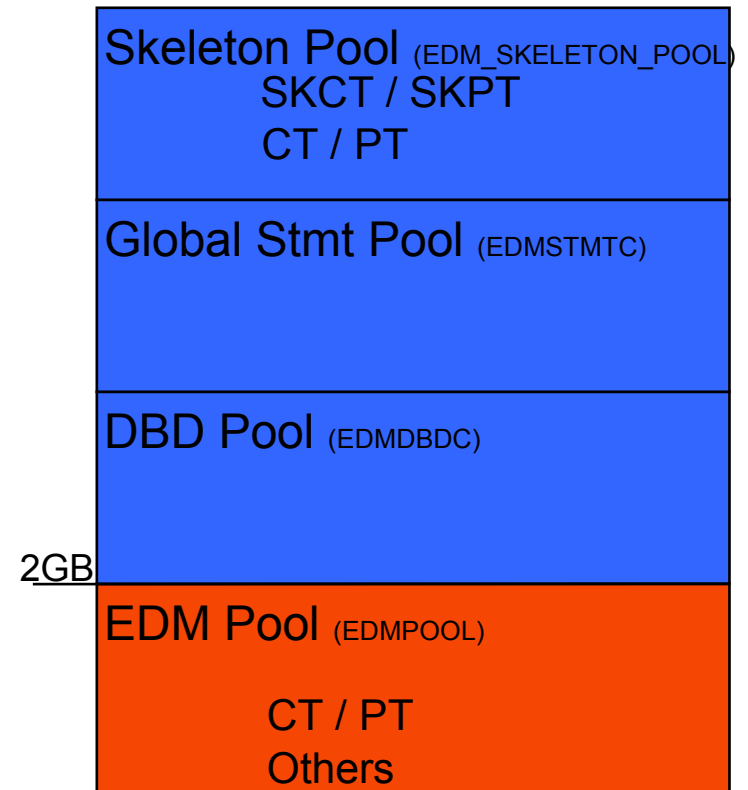 Skeleton Pool (EDM_SKELETON_POOL)
SKCT / SKPT
CT / PT
Global Stmt Pool (EDMSTMTC)
DBD Pool (EDMDBDC)
2GB
EDM Pool (EDMPOOL)
CT / PT
Others